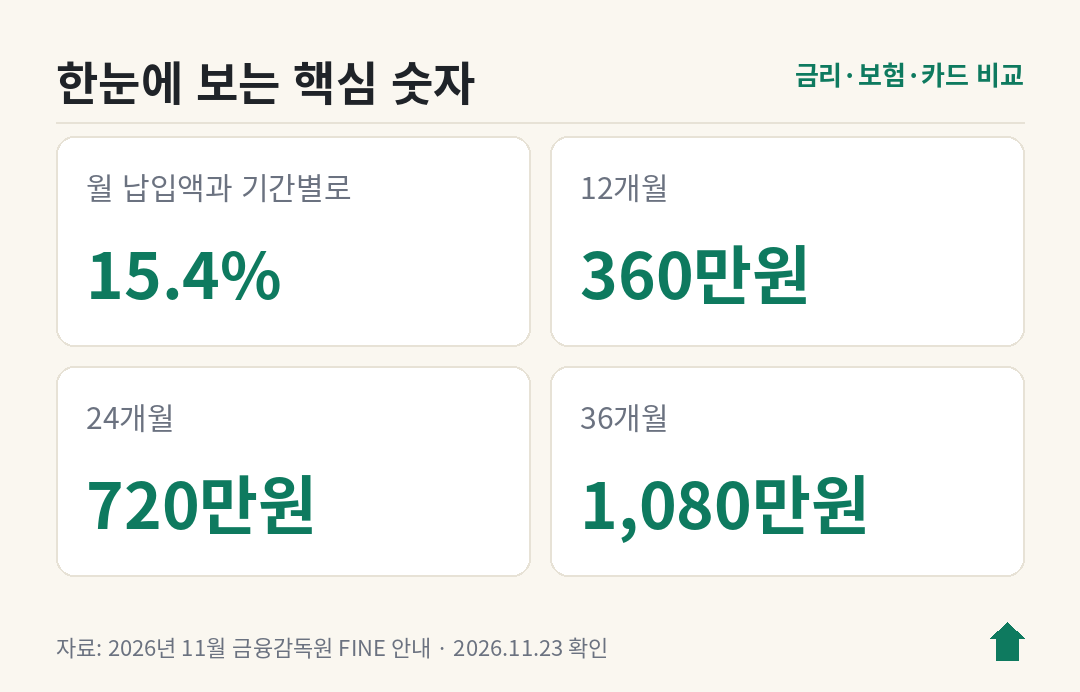 한눈에 보는 핵심 숫자
금리·보험·카드 비교
월 납입액과 기간별로
15.4%
12개월
360만원
24개월
720만원
36개월
1,080만원
자료: 2026년 11월 금융감독원 FINE 안내 · 2026.11.23 확인